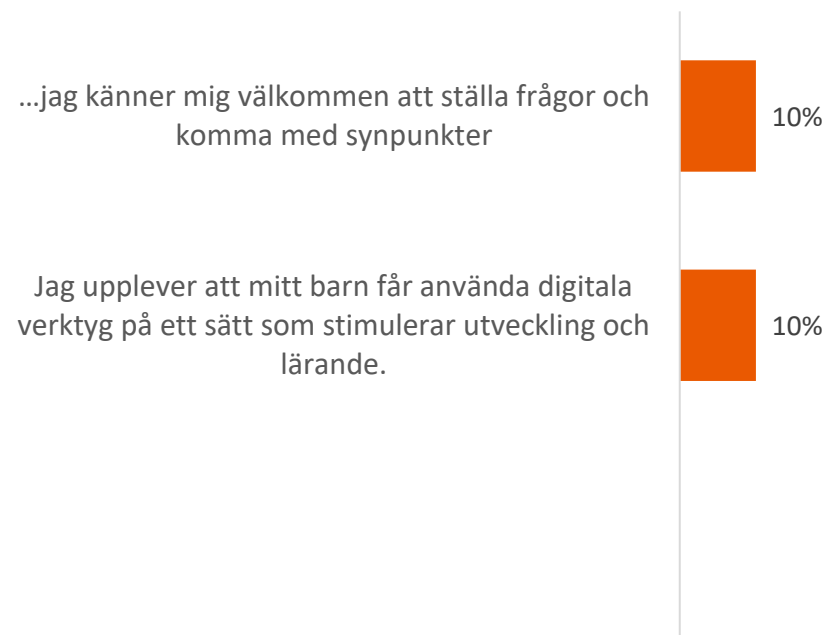 …jag känner mig välkommen att ställa frågor och
komma med synpunkter
10%
Jag upplever att mitt barn får använda digitala
verktyg på ett sätt som stimulerar utveckling och
lärande.
10%